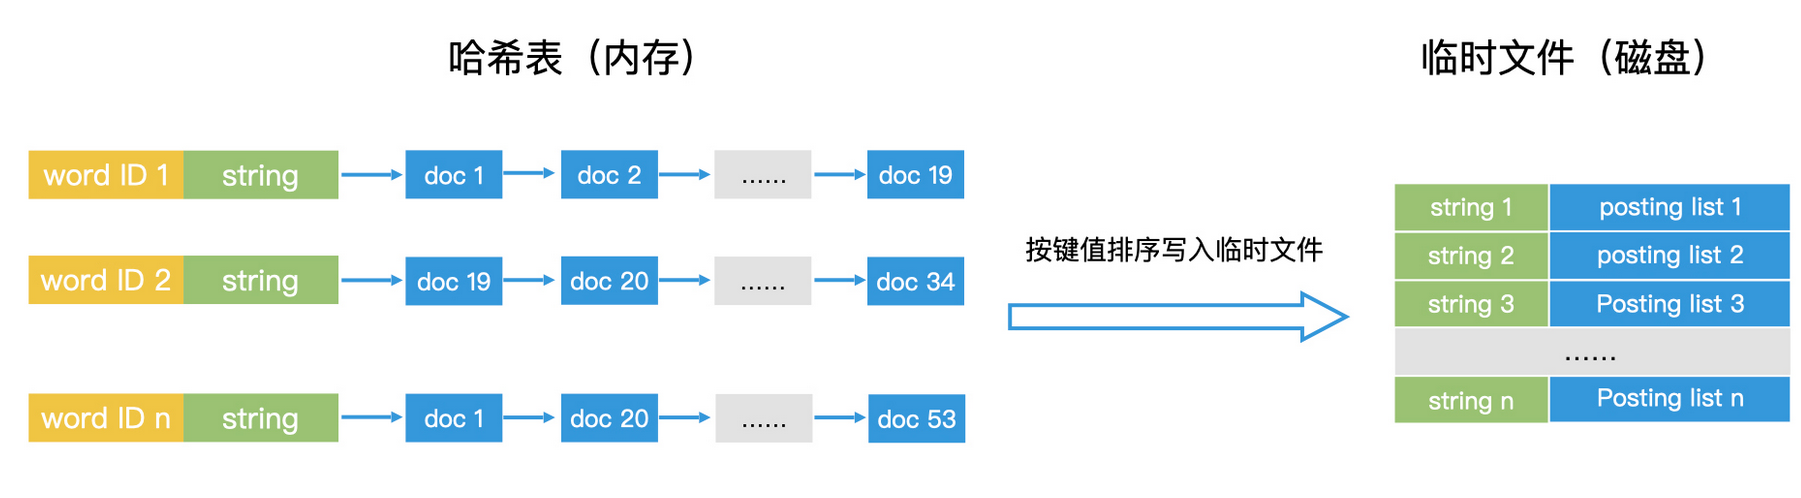 哈希表（内存）
临时文件（磁盘）
word ID 1 string doc 1 doc 2 ...... doc 19
word ID 2 string doc 19 doc 20 ...... doc 34
word ID n string doc 1 doc 20 ...... doc 53
按键值排序写入临时文件
string 1 posting list 1
string 2 posting list 2
string 3 Posting list 3
......
string n Posting list n